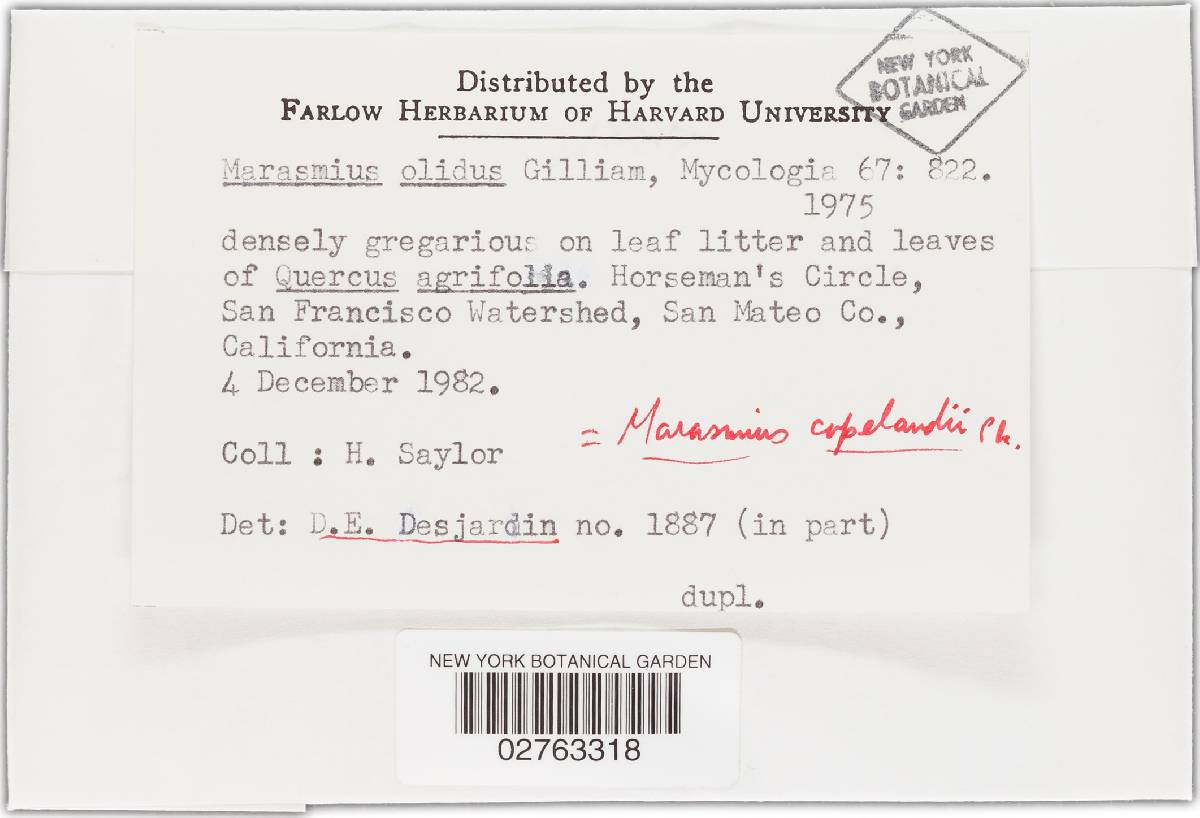 NEW YORK
BOTANICAL
GARDEN
Distributed by the
FARLOW HERBARIUM OF HARVARD UNIVERSITY
Marasmius olidus Gilliam, Mycologia 67: 822.
1975
densely gregarious on leaf litter and leaves
of Quercus agrifolia. Horseman's Circle,
San Francisco Watershed, San Mateo Co.,
California.
4 December 1982.
= Marasmius copelandii Pk.
Coll : H. Saylor
Det: D.E. Desjardin no. 1887 (in part)
dupl.
NEW YORK BOTANICAL GARDEN
02763318